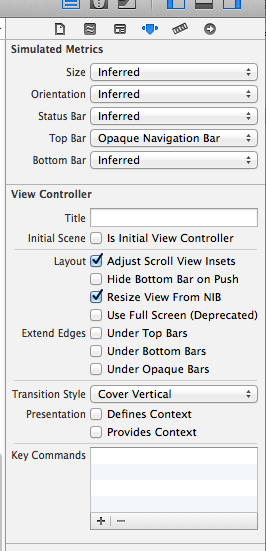 Simulated Metrics
Size Inferred
Orientation Inferred
Status Bar Inferred
Top Bar Opaque Navigation Bar
Bottom Bar Inferred
View Controller
Title
Initial Scene Is Initial View Controller
Layout Adjust Scroll View Insets
Hide Bottom Bar on Push
Resize View From NIB
Use Full Screen (Deprecated)
Extend Edges Under Top Bars
Under Bottom Bars
Under Opaque Bars
Transition Style Cover Vertical
Presentation Defines Context
Provides Context
Key Commands